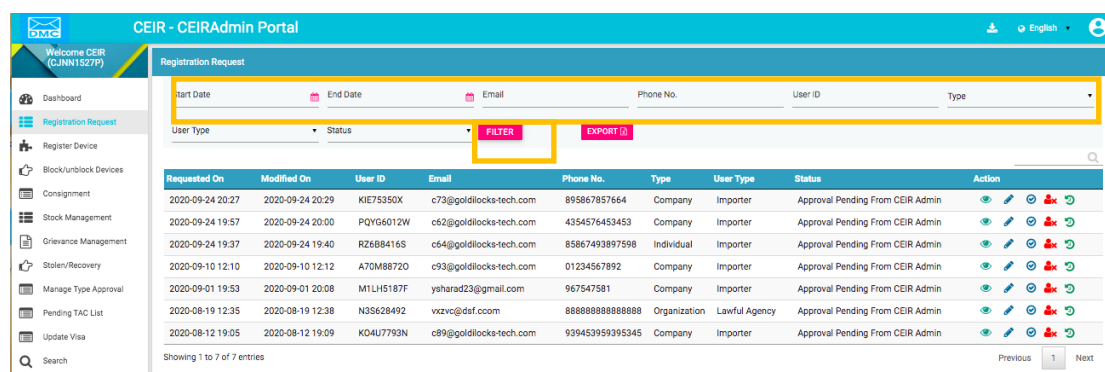 DMC
CEIR - CEIRAdmin Portal
English
Welcome CEIR
(CJNN1527P)
Dashboard
Registration Request
Register Device
Block/unblock Devices
Consignment
Stock Management
Grievance Management
Stolen/Recovery
Manage Type Approval
Pending TAC List
Update Visa
Search
Registration Request
Start Date End Date Email Phone No. User ID Type
User Type Status FILTER EXPORT
Requested On Modified On User ID Email Phone No. Type User Type Status Action
2020-09-24 20:27 2020-09-24 20:29 KIE75350X c73@goldilocks-tech.com 895867857664 Company Importer Approval Pending From CEIR Admin
2020-09-24 19:57 2020-09-24 20:00 PQYG6012W c62@goldilocks-tech.com 4354576453453 Company Importer Approval Pending From CEIR Admin
2020-09-24 19:37 2020-09-24 19:40 RZ6B8416S c64@goldilocks-tech.com 85867493897598 Individual Importer Approval Pending From CEIR Admin
2020-09-10 12:10 2020-09-10 12:12 A70M8872O c93@goldilocks-tech.com 01234567892 Company Importer Approval Pending From CEIR Admin
2020-09-01 19:53 2020-09-01 20:08 M1LH5187F ysharad23@gmail.com 967547581 Company Importer Approval Pending From CEIR Admin
2020-08-19 12:35 2020-08-19 12:38 N3S628492 vxzvc@dsf.ccom 88888888888888 Organization Lawful Agency Approval Pending From CEIR Admin
2020-08-12 19:05 2020-08-12 19:09 KO4U7793N c89@goldilocks-tech.com 939453959395345 Company Importer Approval Pending From CEIR Admin
Showing 1 to 7 of 7 entries Previous 1 Next